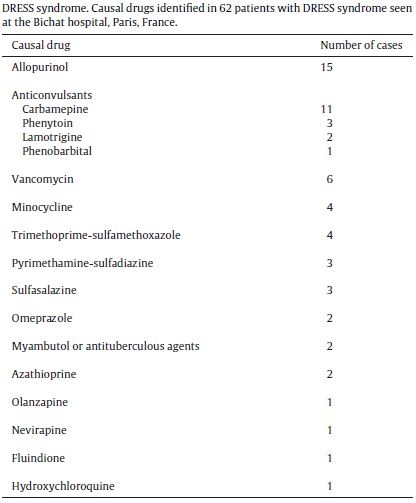 DRESS syndrome. Causal drugs identified in 62 patients with DRESS syndrome seen
at the Bichat hospital, Paris, France.
Causal drug Number of cases
Allopurinol 15
Anticonvulsants
Carbamepine 11
Phenytoin 3
Lamotrigine 2
Phenobarbital 1
Vancomycin 6
Minocycline 4
Trimethoprime-sulfamethoxazole 4
Pyrimethamine-sulfadiazine 3
Sulfasalazine 3
Omeprazole 2
Myambutol or antituberculous agents 2
Azathioprine 2
Olanzapine 1
Nevirapine 1
Fluindione 1
Hydroxychloroquine 1